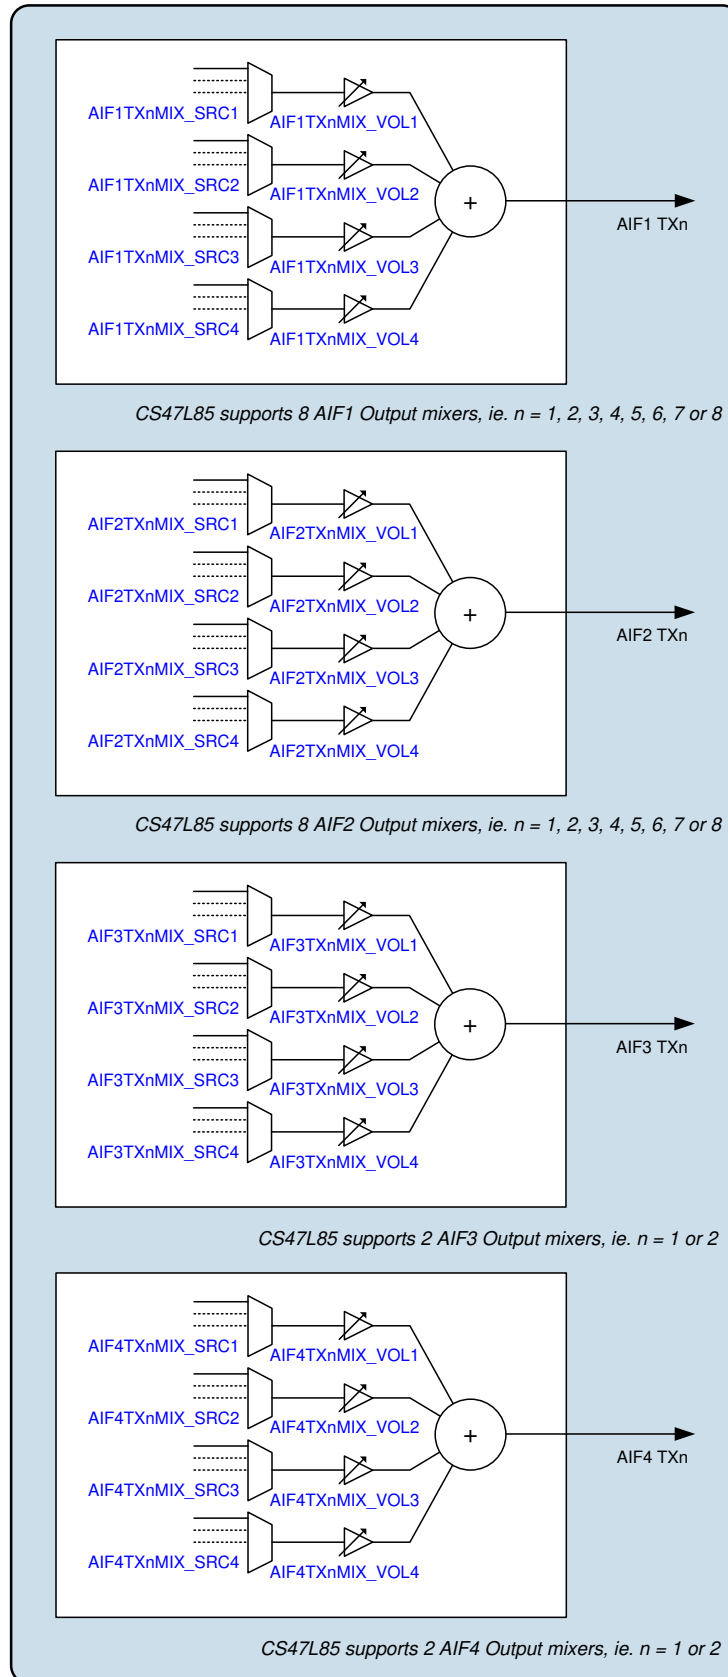 AIF1TXnMIX_SRC1
AIF1TXnMIX_VOL1
AIF1TXnMIX_SRC2
AIF1TXnMIX_VOL2
AIF1TXnMIX_SRC3
AIF1TXnMIX_VOL3
AIF1TXnMIX_SRC4
AIF1TXnMIX_VOL4
+
AIF1 TXn
CS47L85 supports 8 AIF1 Output mixers, ie. n = 1, 2, 3, 4, 5, 6, 7 or 8
AIF2TXnMIX_SRC1
AIF2TXnMIX_VOL1
AIF2TXnMIX_SRC2
AIF2TXnMIX_VOL2
AIF2TXnMIX_SRC3
AIF2TXnMIX_VOL3
AIF2TXnMIX_SRC4
AIF2TXnMIX_VOL4
+
AIF2 TXn
CS47L85 supports 8 AIF2 Output mixers, ie. n = 1, 2, 3, 4, 5, 6, 7 or 8
AIF3TXnMIX_SRC1
AIF3TXnMIX_VOL1
AIF3TXnMIX_SRC2
AIF3TXnMIX_VOL2
AIF3TXnMIX_SRC3
AIF3TXnMIX_VOL3
AIF3TXnMIX_SRC4
AIF3TXnMIX_VOL4
+
AIF3 TXn
CS47L85 supports 2 AIF3 Output mixers, ie. n = 1 or 2
AIF4TXnMIX_SRC1
AIF4TXnMIX_VOL1
AIF4TXnMIX_SRC2
AIF4TXnMIX_VOL2
AIF4TXnMIX_SRC3
AIF4TXnMIX_VOL3
AIF4TXnMIX_SRC4
AIF4TXnMIX_VOL4
+
AIF4 TXn
CS47L85 supports 2 AIF4 Output mixers, ie. n = 1 or 2